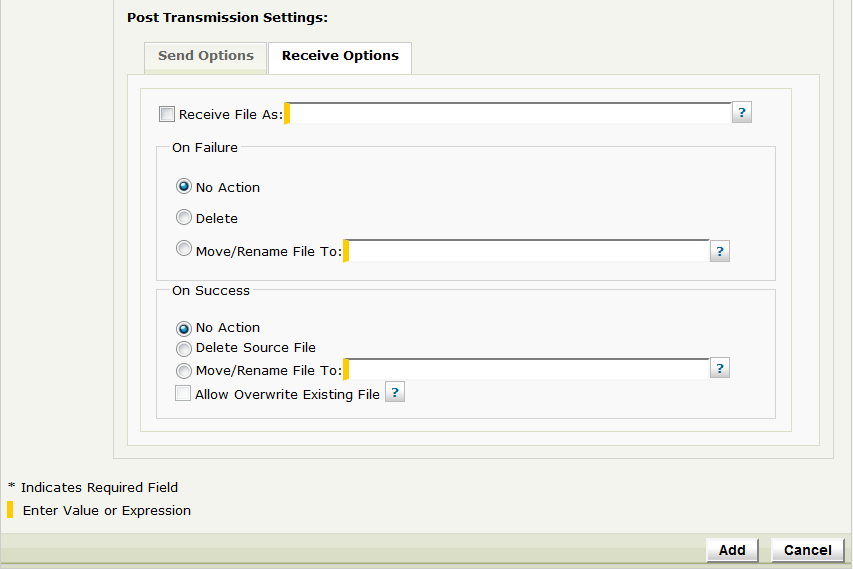 Post Transmission Settings:
Send Options Receive Options
Receive File As: ?
On Failure
No Action
Delete
Move/Rename File To: ?
On Success
No Action
Delete Source File
Move/Rename File To: ?
Allow Overwrite Existing File ?
* Indicates Required Field
Enter Value or Expression
Add Cancel